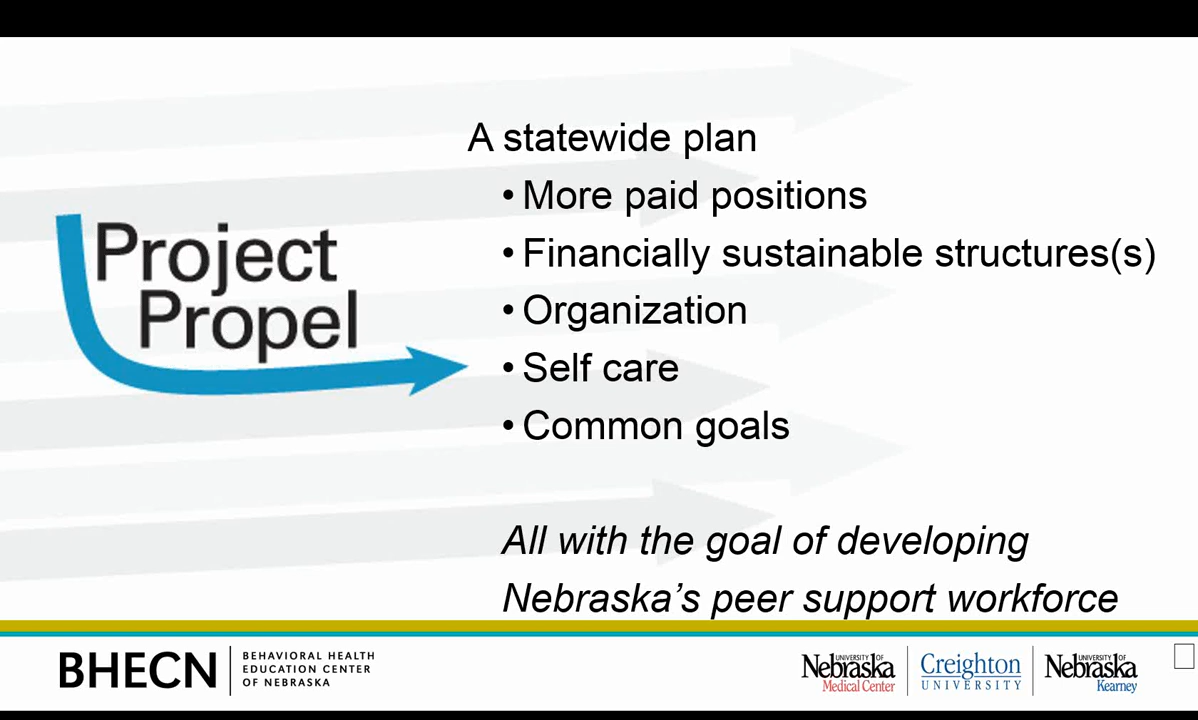 A statewide plan
• More paid positions
• Financially sustainable structures(s)
• Organization
• Self care
• Common goals
All with the goal of developing
Nebraska's peer support workforce
Project
Propel
BHECN
BEHAVIORAL HEALTH
EDUCATION CENTER
OF NEBRASKA
UNIVERSITY OF
Nebraska
Medical Center
Creighton
UNIVERSITY
UNIVERSITY OF
Nebraska
Kearney